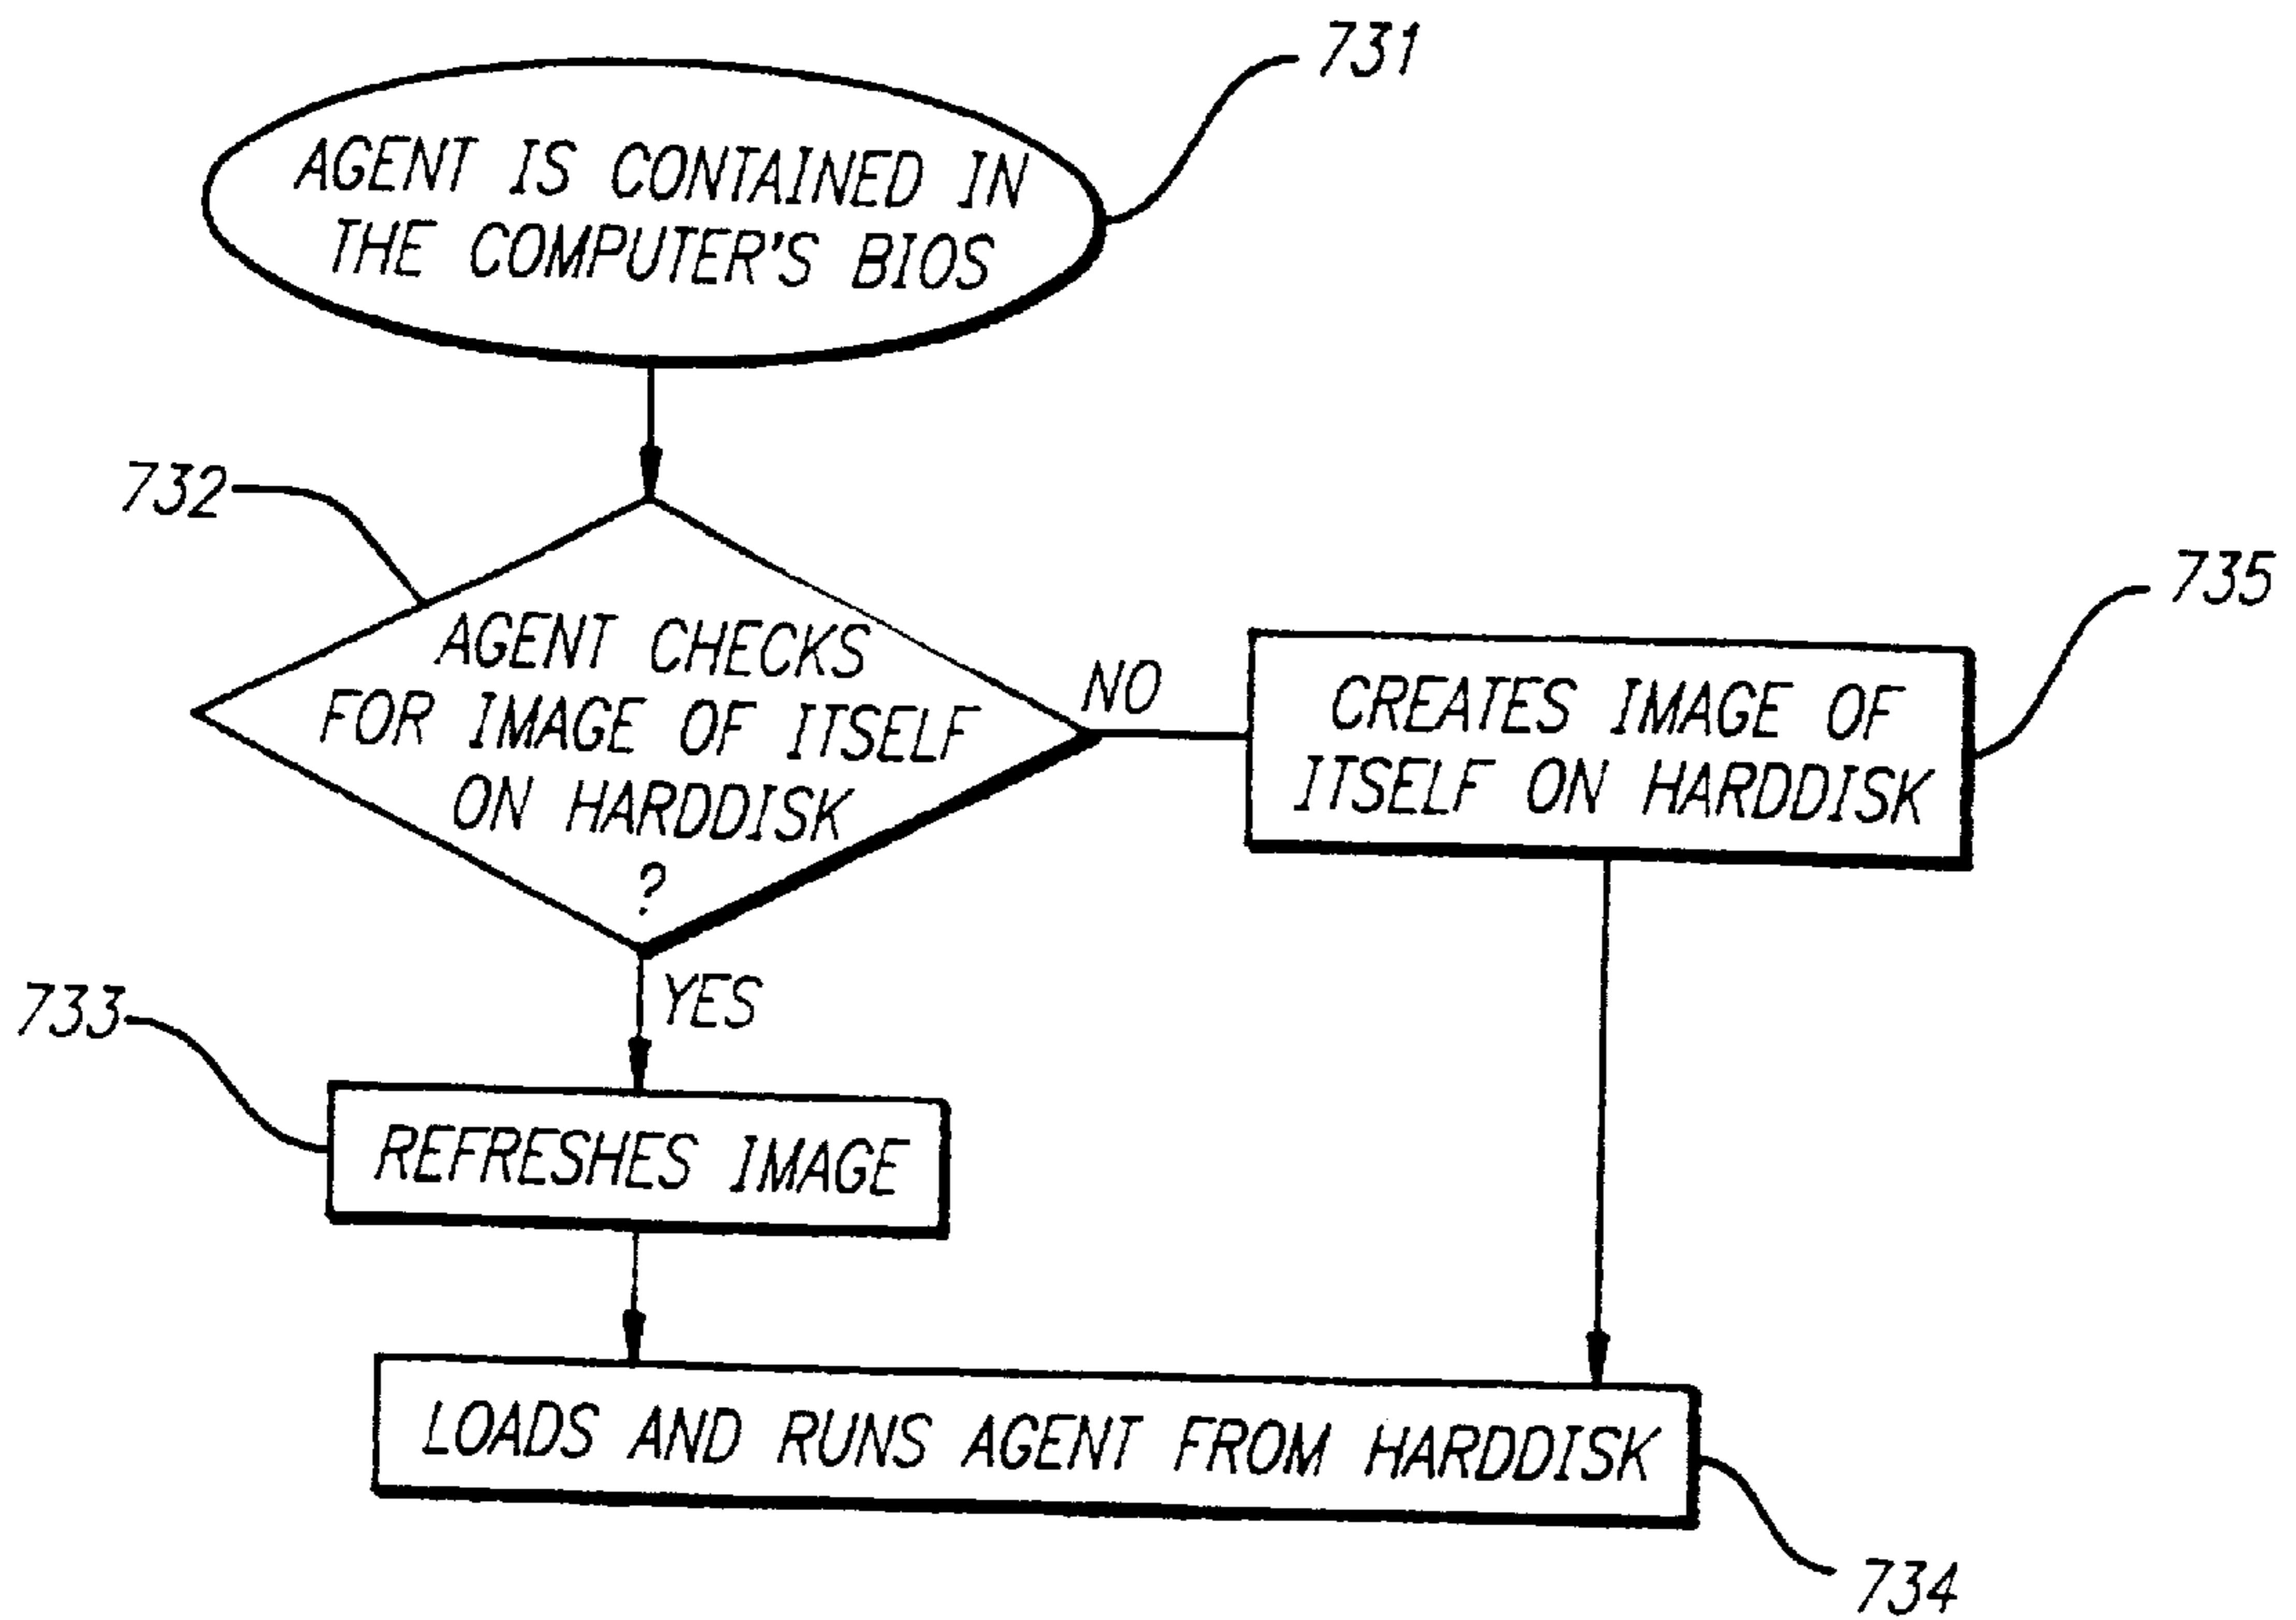 731
AGENT IS CONTAINED IN
THE COMPUTER'S BIOS
732
AGENT CHECKS
FOR IMAGE OF ITSELF
ON HARDDISK
?
NO
735
CREATES IMAGE OF
ITSELF ON HARDDISK
YES
733
REFRESHES IMAGE
LOADS AND RUNS AGENT FROM HARDDISK
734